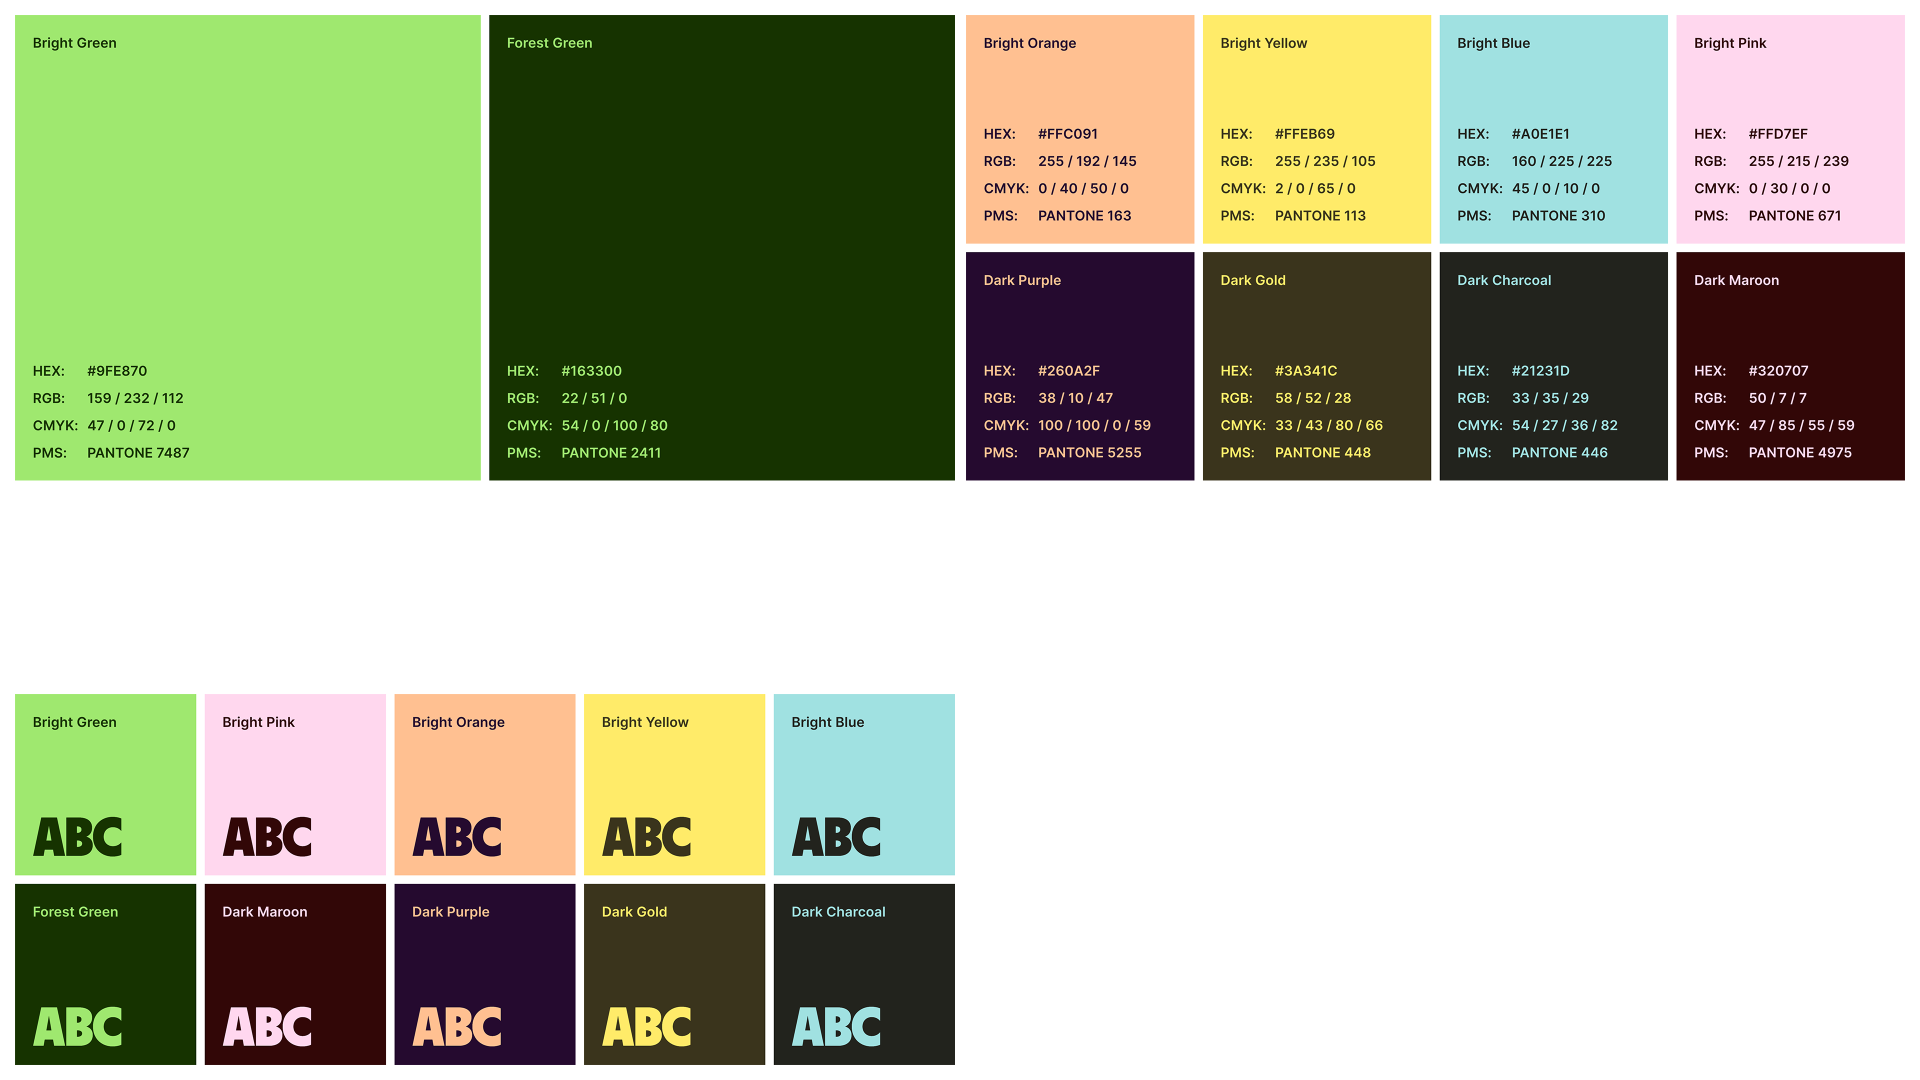 Bright Green
HEX: #9FE870
RGB: 159 / 232 / 112
CMYK: 47 / 0 / 72 / 0
PMS: PANTONE 7487
Forest Green
HEX: #163300
RGB: 22 / 51 / 0
CMYK: 54 / 0 / 100 / 80
PMS: PANTONE 2411
Bright Orange
HEX: #FFC091
RGB: 255 / 192 / 145
CMYK: 0 / 40 / 50 / 0
PMS: PANTONE 163
Bright Yellow
HEX: #FFEB69
RGB: 255 / 235 / 105
CMYK: 2 / 0 / 65 / 0
PMS: PANTONE 113
Bright Blue
HEX: #A0E1E1
RGB: 160 / 225 / 225
CMYK: 45 / 0 / 10 / 0
PMS: PANTONE 310
Bright Pink
HEX: #FFD7EF
RGB: 255 / 215 / 239
CMYK: 0 / 30 / 0 / 0
PMS: PANTONE 671
Dark Purple
HEX: #260A2F
RGB: 38 / 10 / 47
CMYK: 100 / 100 / 0 / 59
PMS: PANTONE 5255
Dark Gold
HEX: #3A341C
RGB: 58 / 52 / 28
CMYK: 33 / 43 / 80 / 66
PMS: PANTONE 448
Dark Charcoal
HEX: #21231D
RGB: 33 / 35 / 29
CMYK: 54 / 27 / 36 / 82
PMS: PANTONE 446
Dark Maroon
HEX: #320707
RGB: 50 / 7 / 7
CMYK: 47 / 85 / 55 / 59
PMS: PANTONE 4975
Bright Green
ABC
Bright Pink
ABC
Bright Orange
ABC
Bright Yellow
ABC
Bright Blue
ABC
Forest Green
ABC
Dark Maroon
ABC
Dark Purple
ABC
Dark Gold
ABC
Dark Charcoal
ABC